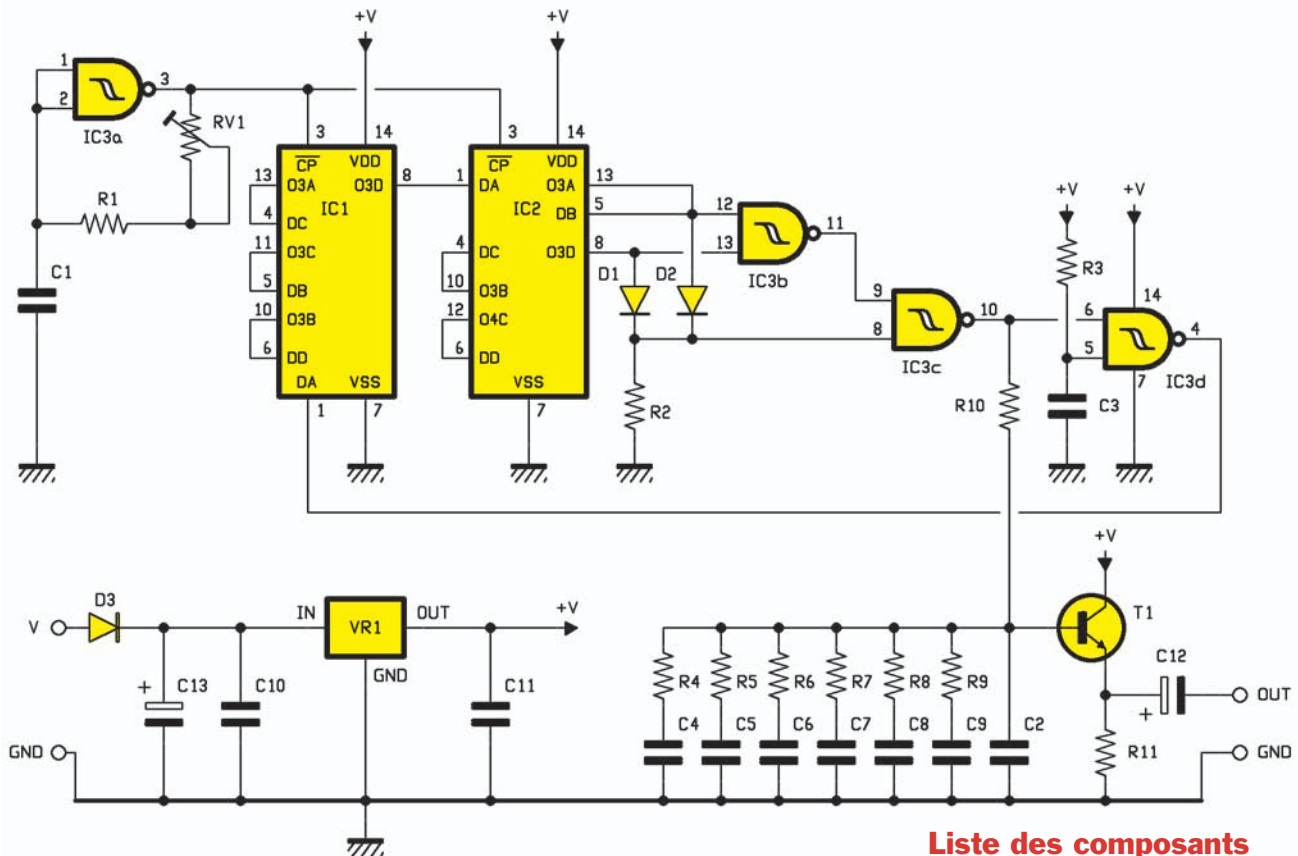 +V
+V
1
2
3
IC3a
RV1
R1
C1
3
14
CP
VDD
13
O3A
O3D
8
IC1
4
DC
11
O3C
5
DB
10
O3B
6
DD
DA
VSS
1
7
3
14
CP
VDD
1
DA
O3A
13
IC2
DB
5
O3D
8
4
DC
10
O3B
12
O4C
6
DD
VSS
7
D1
D2
R2
12
13
11
IC3b
9
8
10
IC3c
R10
+V
+V
R3
14
6
5
4
7
IC3d
C3
V
D3
IN
VR1
OUT
+V
GND
+
C13
C10
C11
GND
R4
R5
R6
R7
R8
R9
C4
C5
C6
C7
C8
C9
C2
+V
T1
C12
+
OUT
R11
GND
Liste des composants